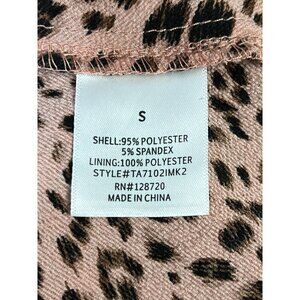 S
SHELL:95% POLYESTER
5% SPANDEX
LINING:100% POLYESTER
STYLE#TA7102IMK2
RN#128720
MADE IN CHINA